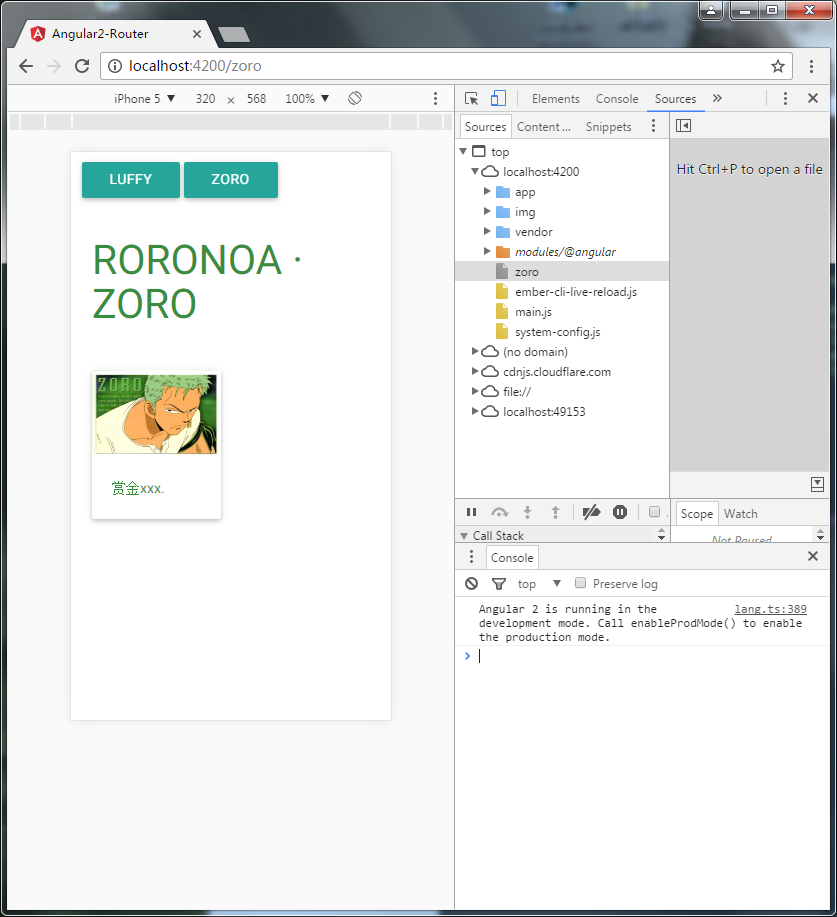 Angular2-Router
localhost:4200/zoro
iPhone 5 ▼ 320 × 568 100% ▼
Elements Console Sources »
Sources Content ... Snippets
LUFFY ZORO
RORONOA ·
ZORO
ZORO
赏金xxx.
top
localhost:4200
app
img
vendor
modules/@angular
zoro
ember-cli-live-reload.js
main.js
system-config.js
(no domain)
cdnjs.cloudflare.com
file://
localhost:49153
Hit Ctrl+P to open a file
Scope Watch
Call Stack
Not Paused
Console
top ▼ Preserve log
Angular 2 is running in the lang.ts:389
development mode. Call enableProdMode() to enable
the production mode.
>